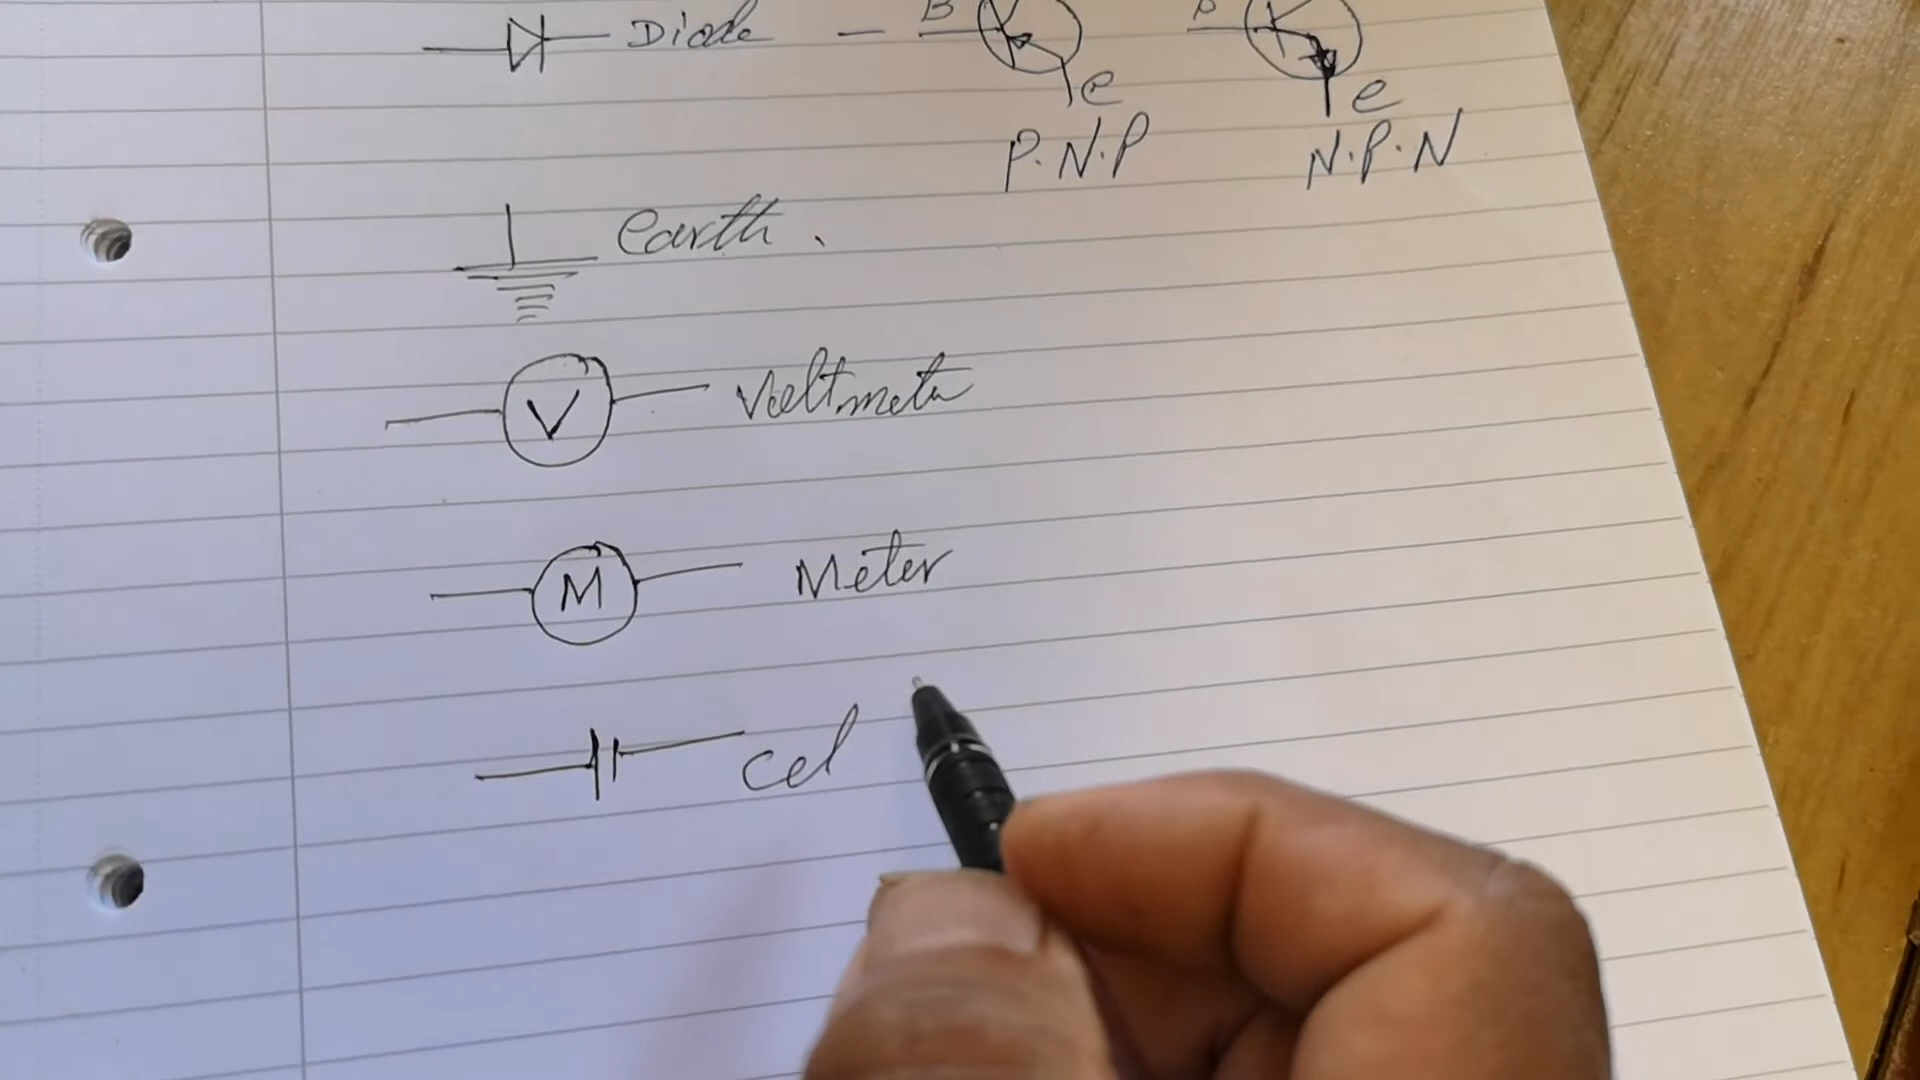 Diode B B
e e
P.N.P N.P.N
earth.
V Voltmeter
M Meter
Cel